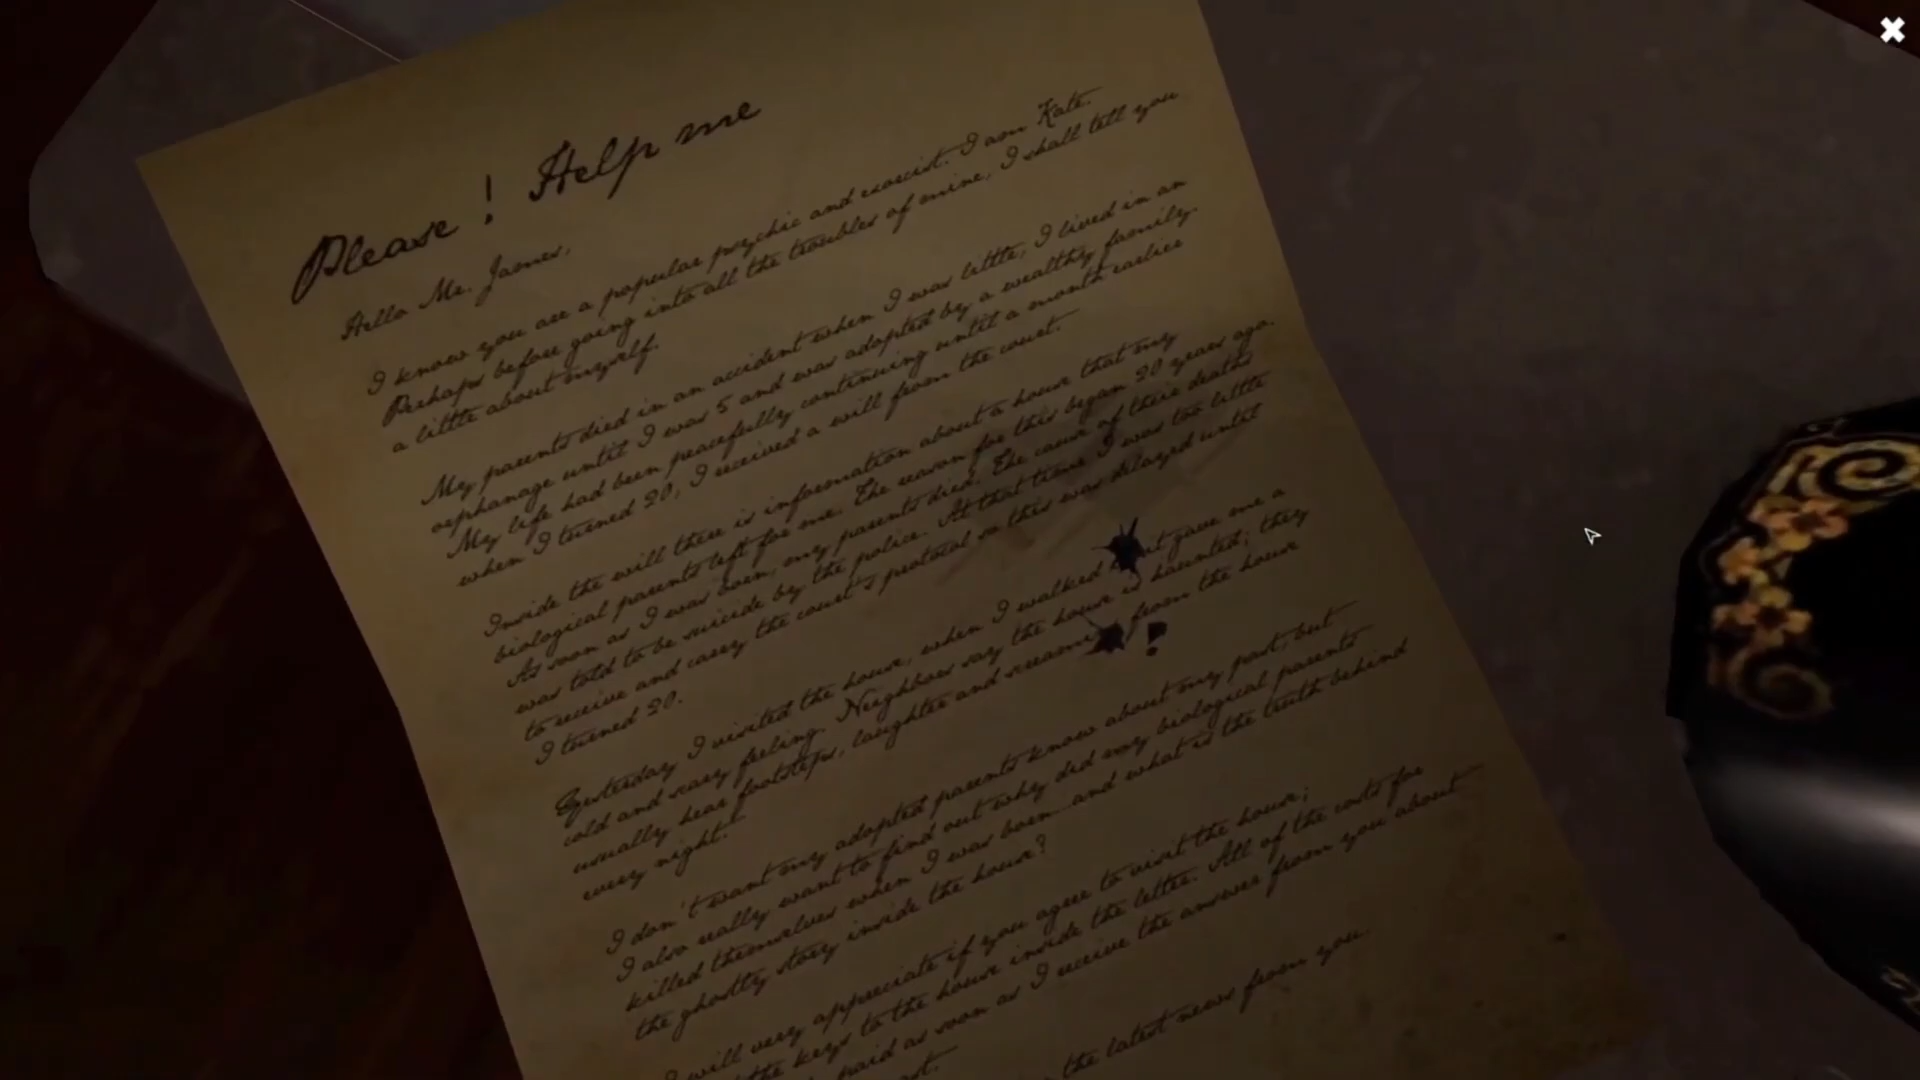 Please! Help me
Hello Mr. James,
I know you are a popular psychic and exorcist. I am Kate.
Perhaps before going into all the troubles of mine, I shall tell you
a little about myself.
My parents died in an accident when I was little, I lived in an
orphanage until I was 5 and was adopted by a wealthy family.
My life had been peacefully continuing until a month earlier
when I turned 20, I received a will from the court.
Inside the will there is information about a house that my
biological parents left for me. The reason for this began 20 years ago.
As soon as I was born, my parents died. The cause of their deaths
was told to be suicide by the police. At that time I was too little
to receive and carry the court's protocol so this was delayed until
I turned 20.
Yesterday I visited the house, when I walked it gave me a
cold and scary feeling. Neighbors say the house is haunted; they
usually hear footsteps, laughter and screams from the house
every night.
I don't want my adopted parents know about my past, but
I also really want to find out why did my biological parents
killed themselves when I was born and what is the truth behind
the ghostly story inside the house?
I will very appreciate if you agree to visit the house;
the keys to the house inside the letter. All of the costs for
paid as soon as I receive the answer from you about
the latest news from you.